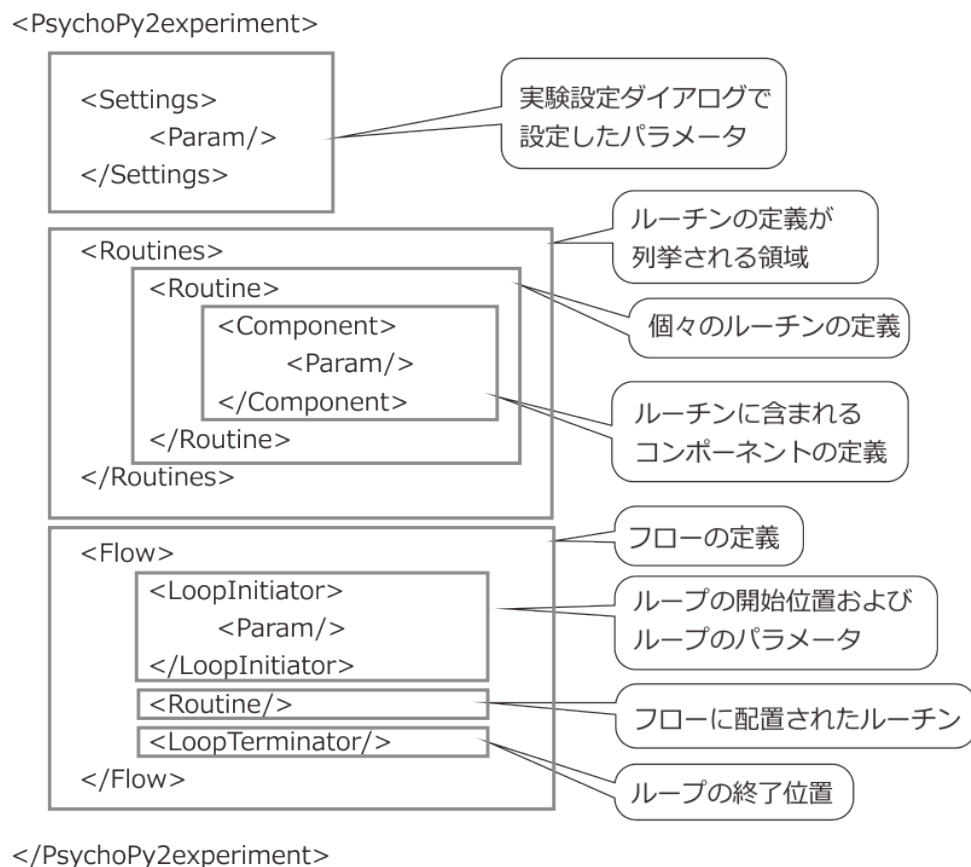 <PsychoPy2experiment>
<Settings>
<Param/>
</Settings>
実験設定ダイアログで
設定したパラメータ
<Routines>
ルーチンの定義が
列挙される領域
<Routine>
個々のルーチンの定義
<Component>
<Param/>
</Component>
ルーチンに含まれる
コンポーネントの定義
</Routine>
</Routines>
<Flow>
フローの定義
<LoopInitiator>
<Param/>
</LoopInitiator>
ループの開始位置および
ループのパラメータ
<Routine/>
フローに配置されたルーチン
<LoopTerminator/>
ループの終了位置
</Flow>
</PsychoPy2experiment>